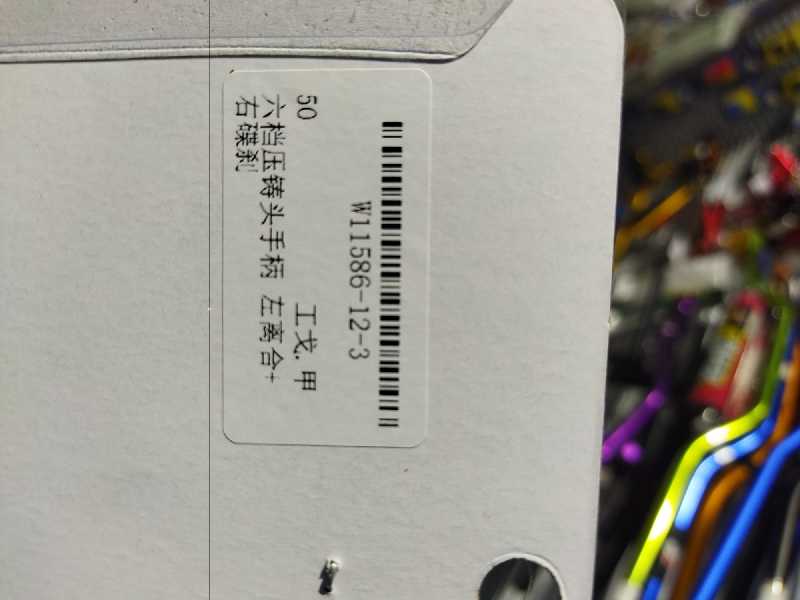 W11586-12-3
50 工戈.甲
六档压铸头手柄 左离合+
右碟刹